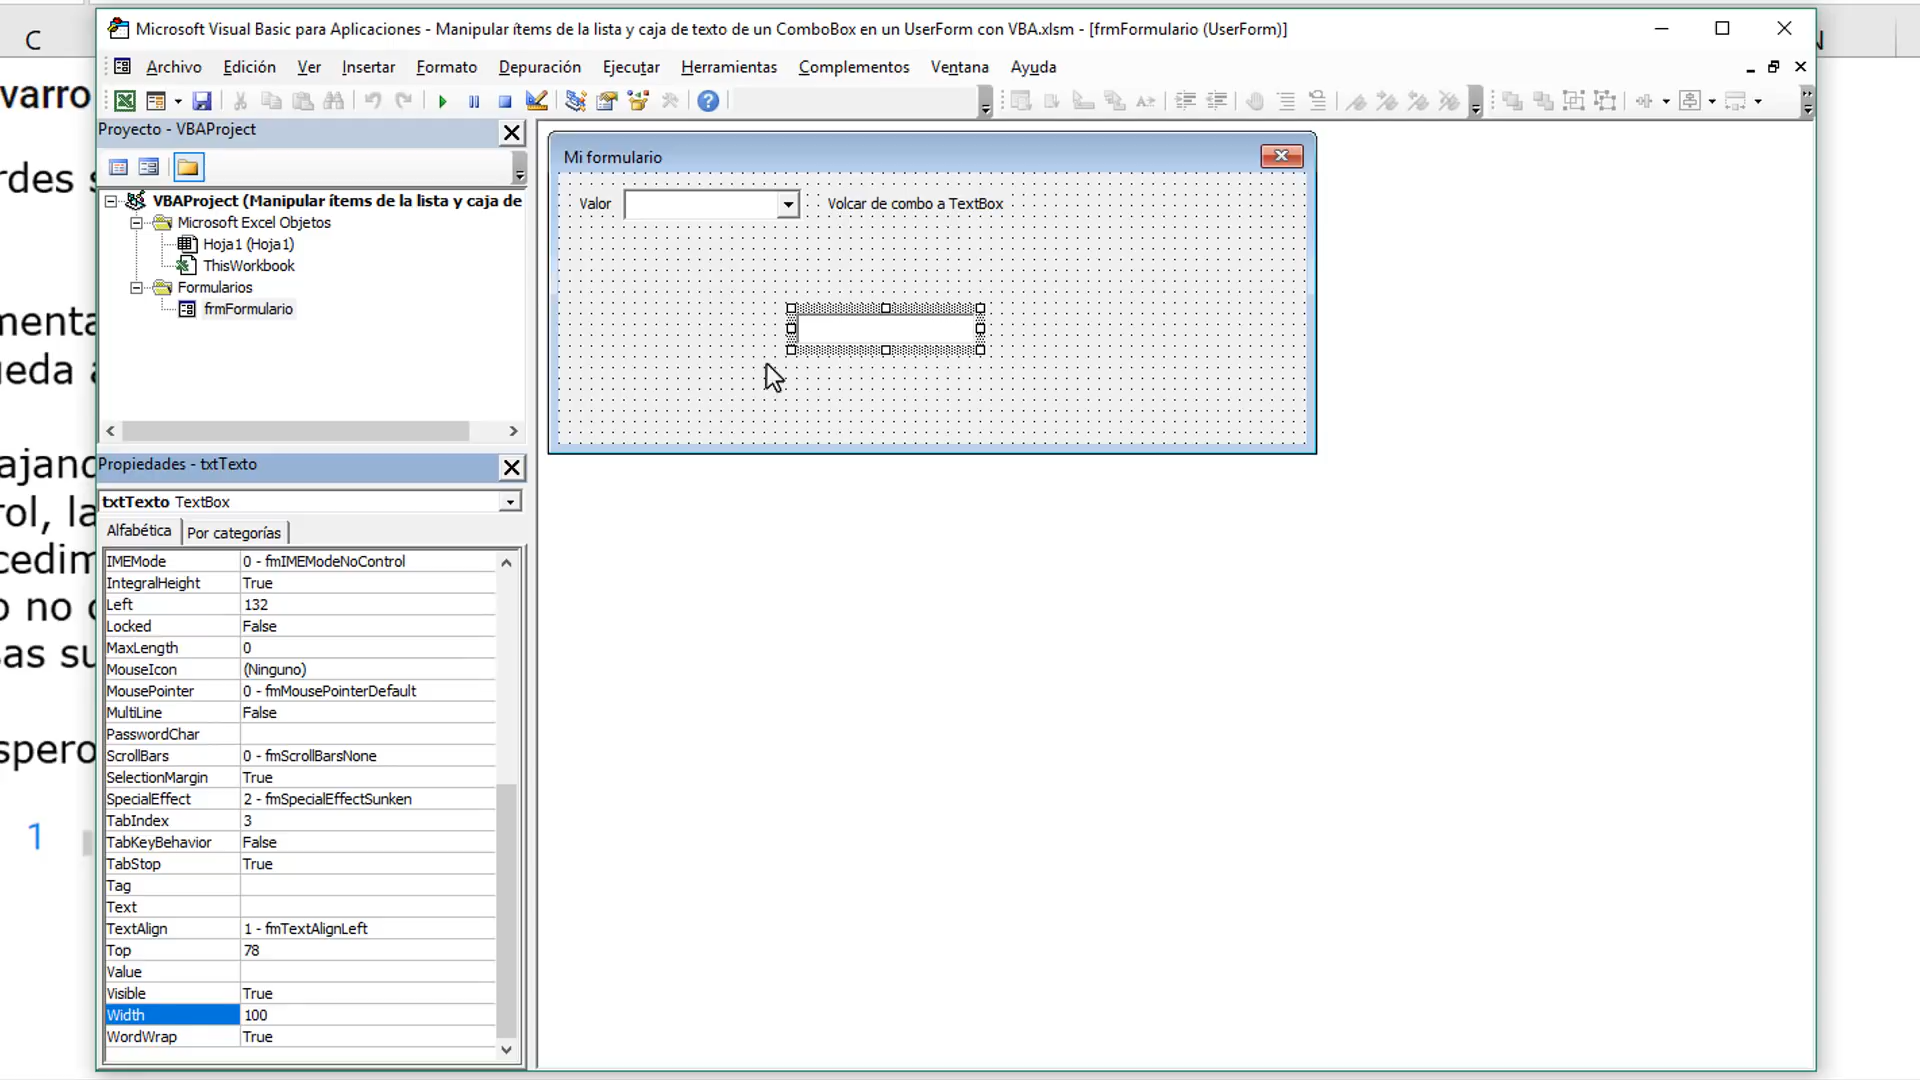 C
Microsoft Visual Basic para Aplicaciones - Manipular ítems de la lista y caja de texto de un ComboBox en un UserForm con VBA.xlsm - [frmFormulario (UserForm)]
Archivo Edición Ver Insertar Formato Depuración Ejecutar Herramientas Complementos Ventana Ayuda
varro
rdes s
menta
ueda a
ajand
rol, la
cedim
o no c
sas su
spero
1
Proyecto - VBAProject
VBAProject (Manipular ítems de la lista y caja de
Microsoft Excel Objetos
Hoja1 (Hoja1)
ThisWorkbook
Formularios
frmFormulario
Propiedades - txtTexto
txtTexto TextBox
Alfabética Por categorías
IMEMode 0 - fmIMEModeNoControl
IntegralHeight True
Left 132
Locked False
MaxLength 0
MouseIcon (Ninguno)
MousePointer 0 - fmMousePointerDefault
MultiLine False
PasswordChar
ScrollBars 0 - fmScrollBarsNone
SelectionMargin True
SpecialEffect 2 - fmSpecialEffectSunken
TabIndex 3
TabKeyBehavior False
TabStop True
Tag
Text
TextAlign 1 - fmTextAlignLeft
Top 78
Value
Visible True
Width 100
WordWrap True
Mi formulario
Valor
Volcar de combo a TextBox